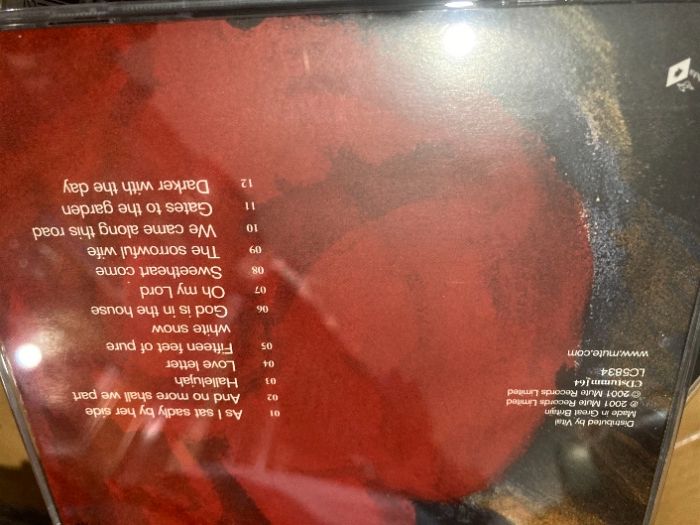 01 As I sat sadly by her side
02 And no more shall we part
03 Hallelujah
04 Love letter
05 Fifteen feet of pure
white snow
06 God is in the house
07 Oh my Lord
08 Sweetheart come
09 The sorrowful wife
10 We came along this road
11 Gates to the garden
12 Darker with the day
Distributed by Vital
Made in Great Britain
℗ 2001 Mute Records Limited
© 2001 Mute Records Limited
CDstumm164
LC5834
www.mute.com